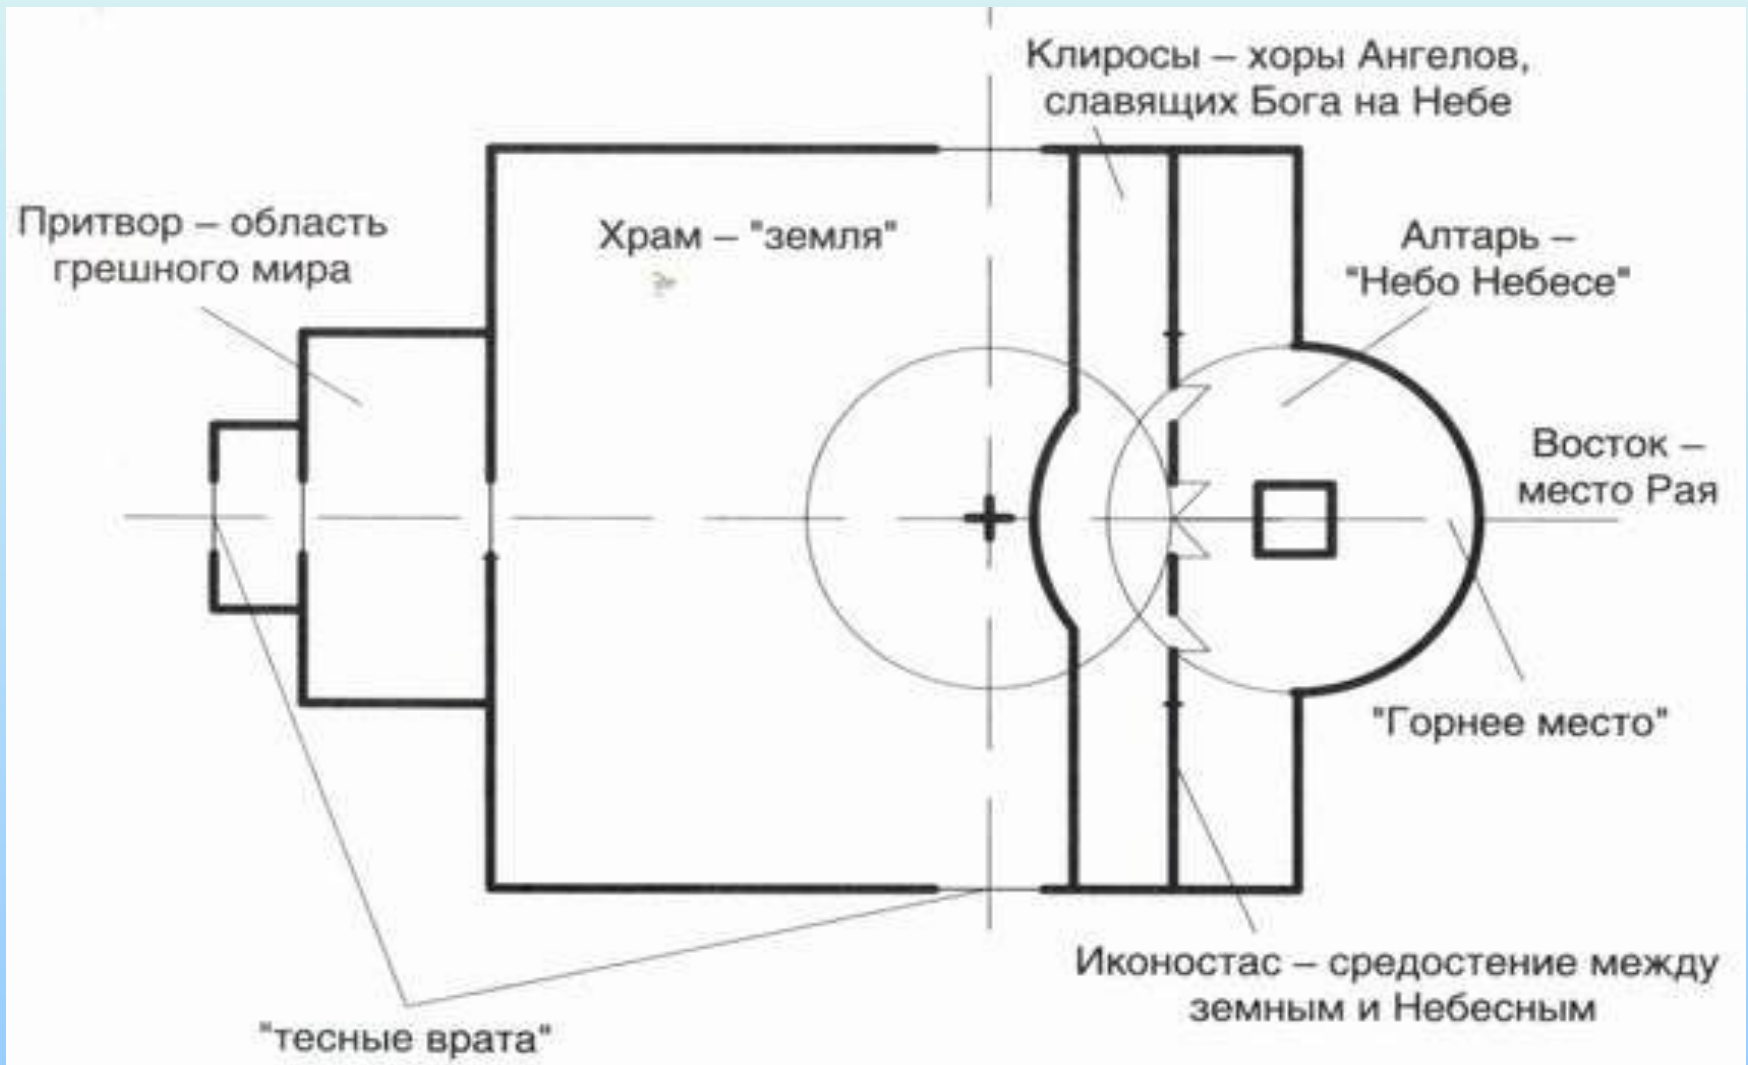 Клиросы – хоры Ангелов,
славящих Бога на Небе
Притвор – область
грешного мира
Храм – "земля"
Алтарь –
"Небо Небесе"
Восток –
место Рая
"Горнее место"
Иконостас – средостение между
земным и Небесным
"тесные врата"